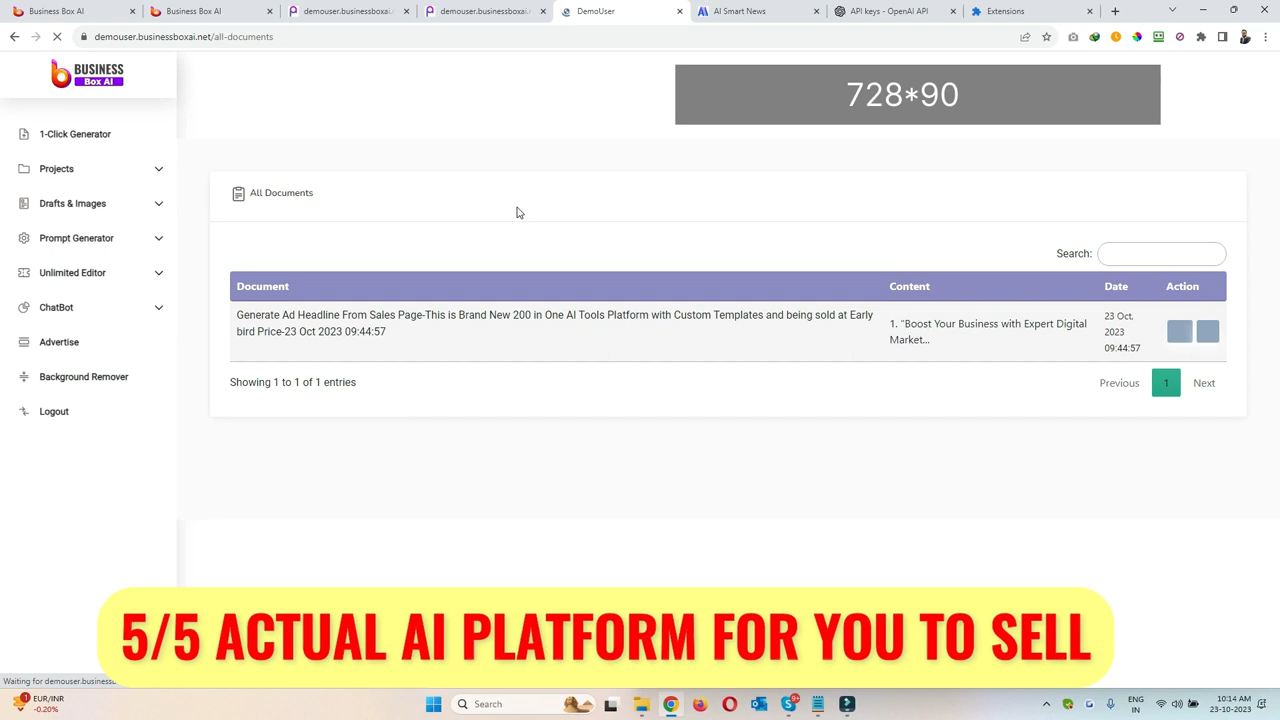 Business Box AI
Business Box AI
demouser.businessboxai.
demouser.businessboxai.
DemoUser
AI Smart News
API keys - OpenAI API
Extensions
demouser.businessboxai.net/all-documents
BUSINESS
Box AI
728*90
1-Click Generator
Projects
Drafts & Images
Prompt Generator
Unlimited Editor
ChatBot
Advertise
Background Remover
Logout
All Documents
Search:
Document Content Date Action
Generate Ad Headline From Sales Page-This is Brand New 200 in One AI Tools Platform with Custom Templates and being sold at Early
bird Price-23 Oct 2023 09:44:57
1. "Boost Your Business with Expert Digital
Market...
23 Oct,
2023
09:44:57
Showing 1 to 1 of 1 entries
Previous 1 Next
5/5 ACTUAL AI PLATFORM FOR YOU TO SELL
Waiting for demouser.business
EUR/INR
-0.20%
Search
9+
ENG
IN
10:14 AM
23-10-2023